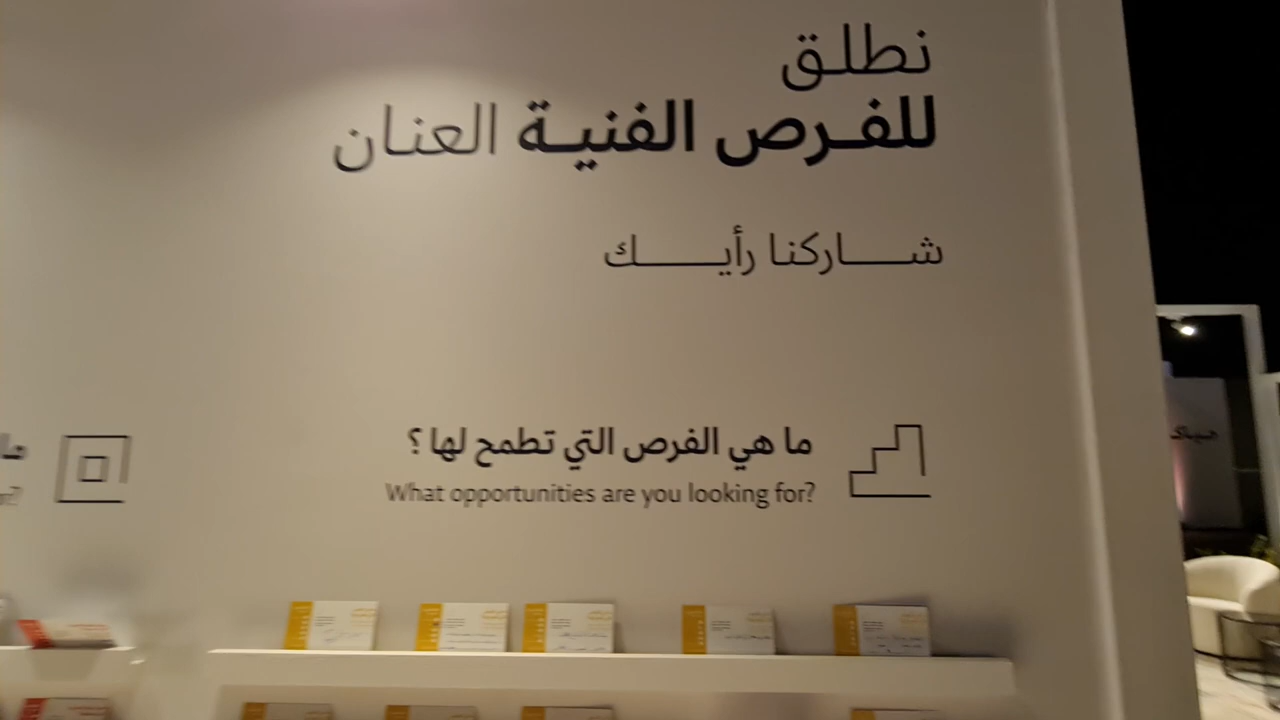 نطلق
للفرص الفنية العنان
شاركنا رأيك
ما هي الفرص التي تطمح لها ؟
What opportunities are you looking for?